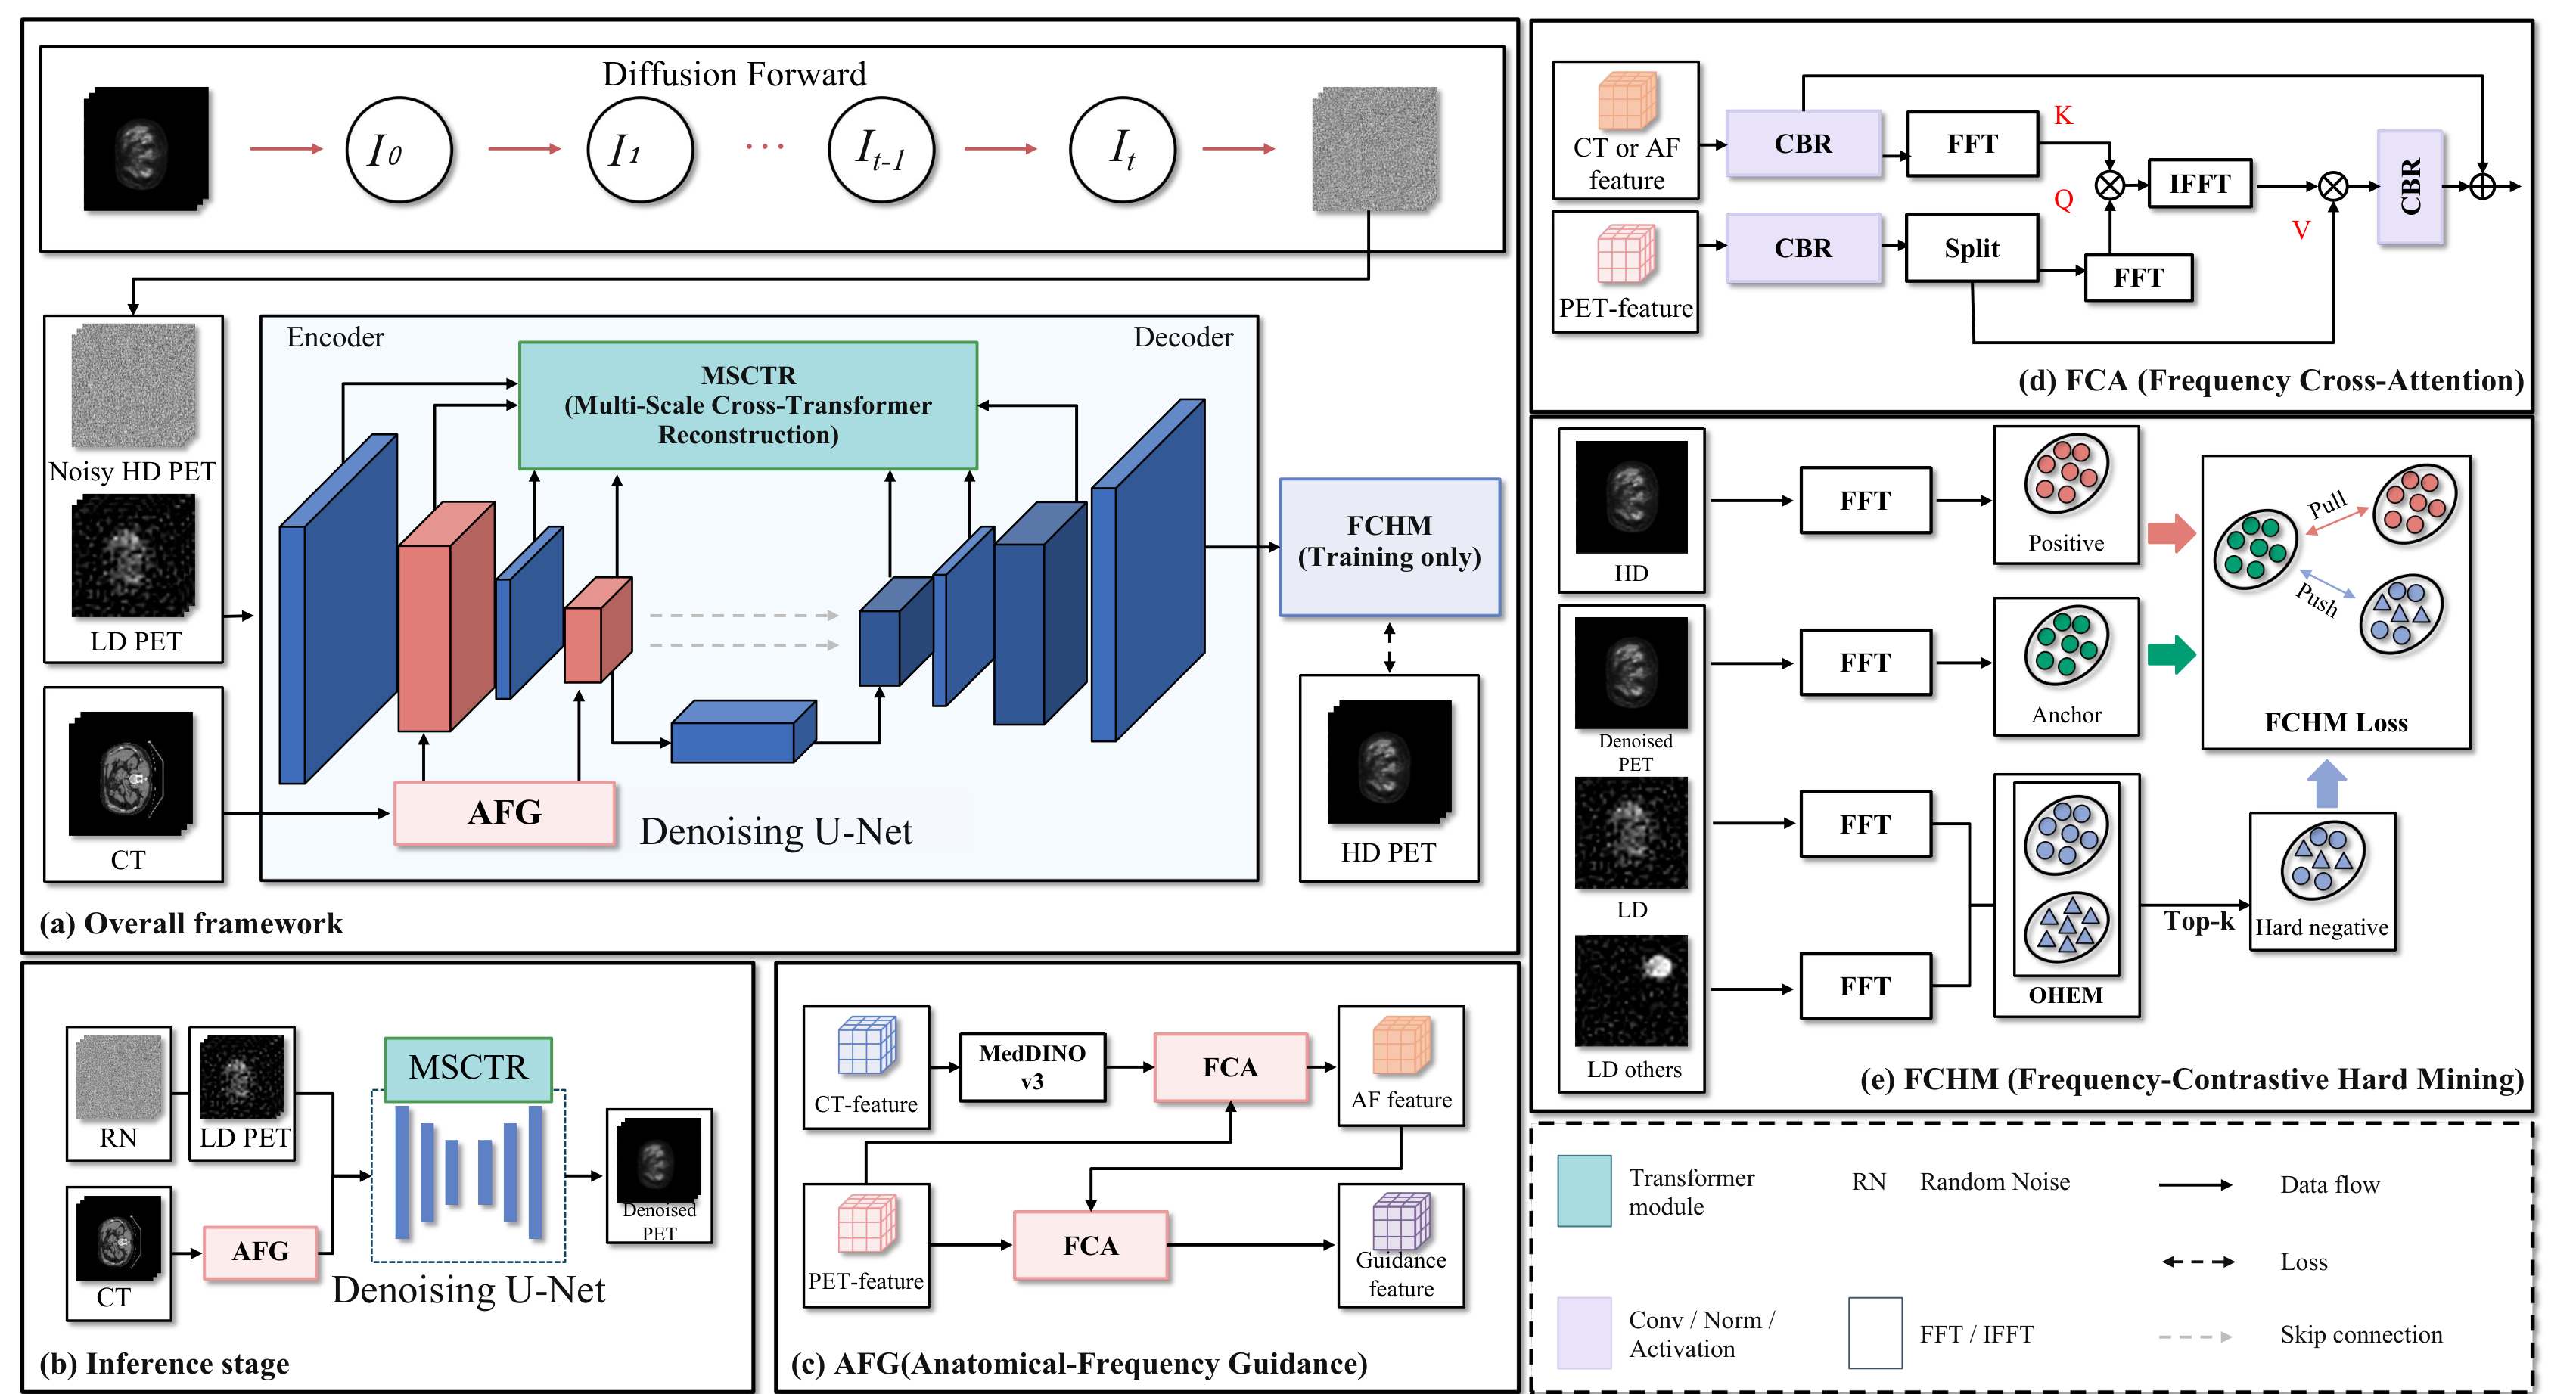 Diffusion Forward
I0
I1
...
It-1
It
Noisy HD PET
LD PET
CT
Encoder
Decoder
MSCTR
(Multi-Scale Cross-Transformer
Reconstruction)
AFG
Denoising U-Net
FCHM
(Training only)
HD PET
(a) Overall framework
RN
LD PET
CT
AFG
MSCTR
Denoising U-Net
Denoised
PET
(b) Inference stage
CT-feature
MedDINO
v3
FCA
AF feature
PET-feature
FCA
Guidance
feature
(c) AFG(Anatomical-Frequency Guidance)
CT or AF
feature
PET-feature
CBR
FFT
K
CBR
Split
Q
FFT
IFFT
V
CBR
(d) FCA (Frequency Cross-Attention)
HD
FFT
Positive
Denoised
PET
FFT
Anchor
LD
FFT
LD others
FFT
OHEM
Top-k
Hard negative
Pull
Push
FCHM Loss
(e) FCHM (Frequency-Contrastive Hard Mining)
Transformer
module
RN
Random Noise
Data flow
Loss
Conv / Norm /
Activation
FFT / IFFT
Skip connection